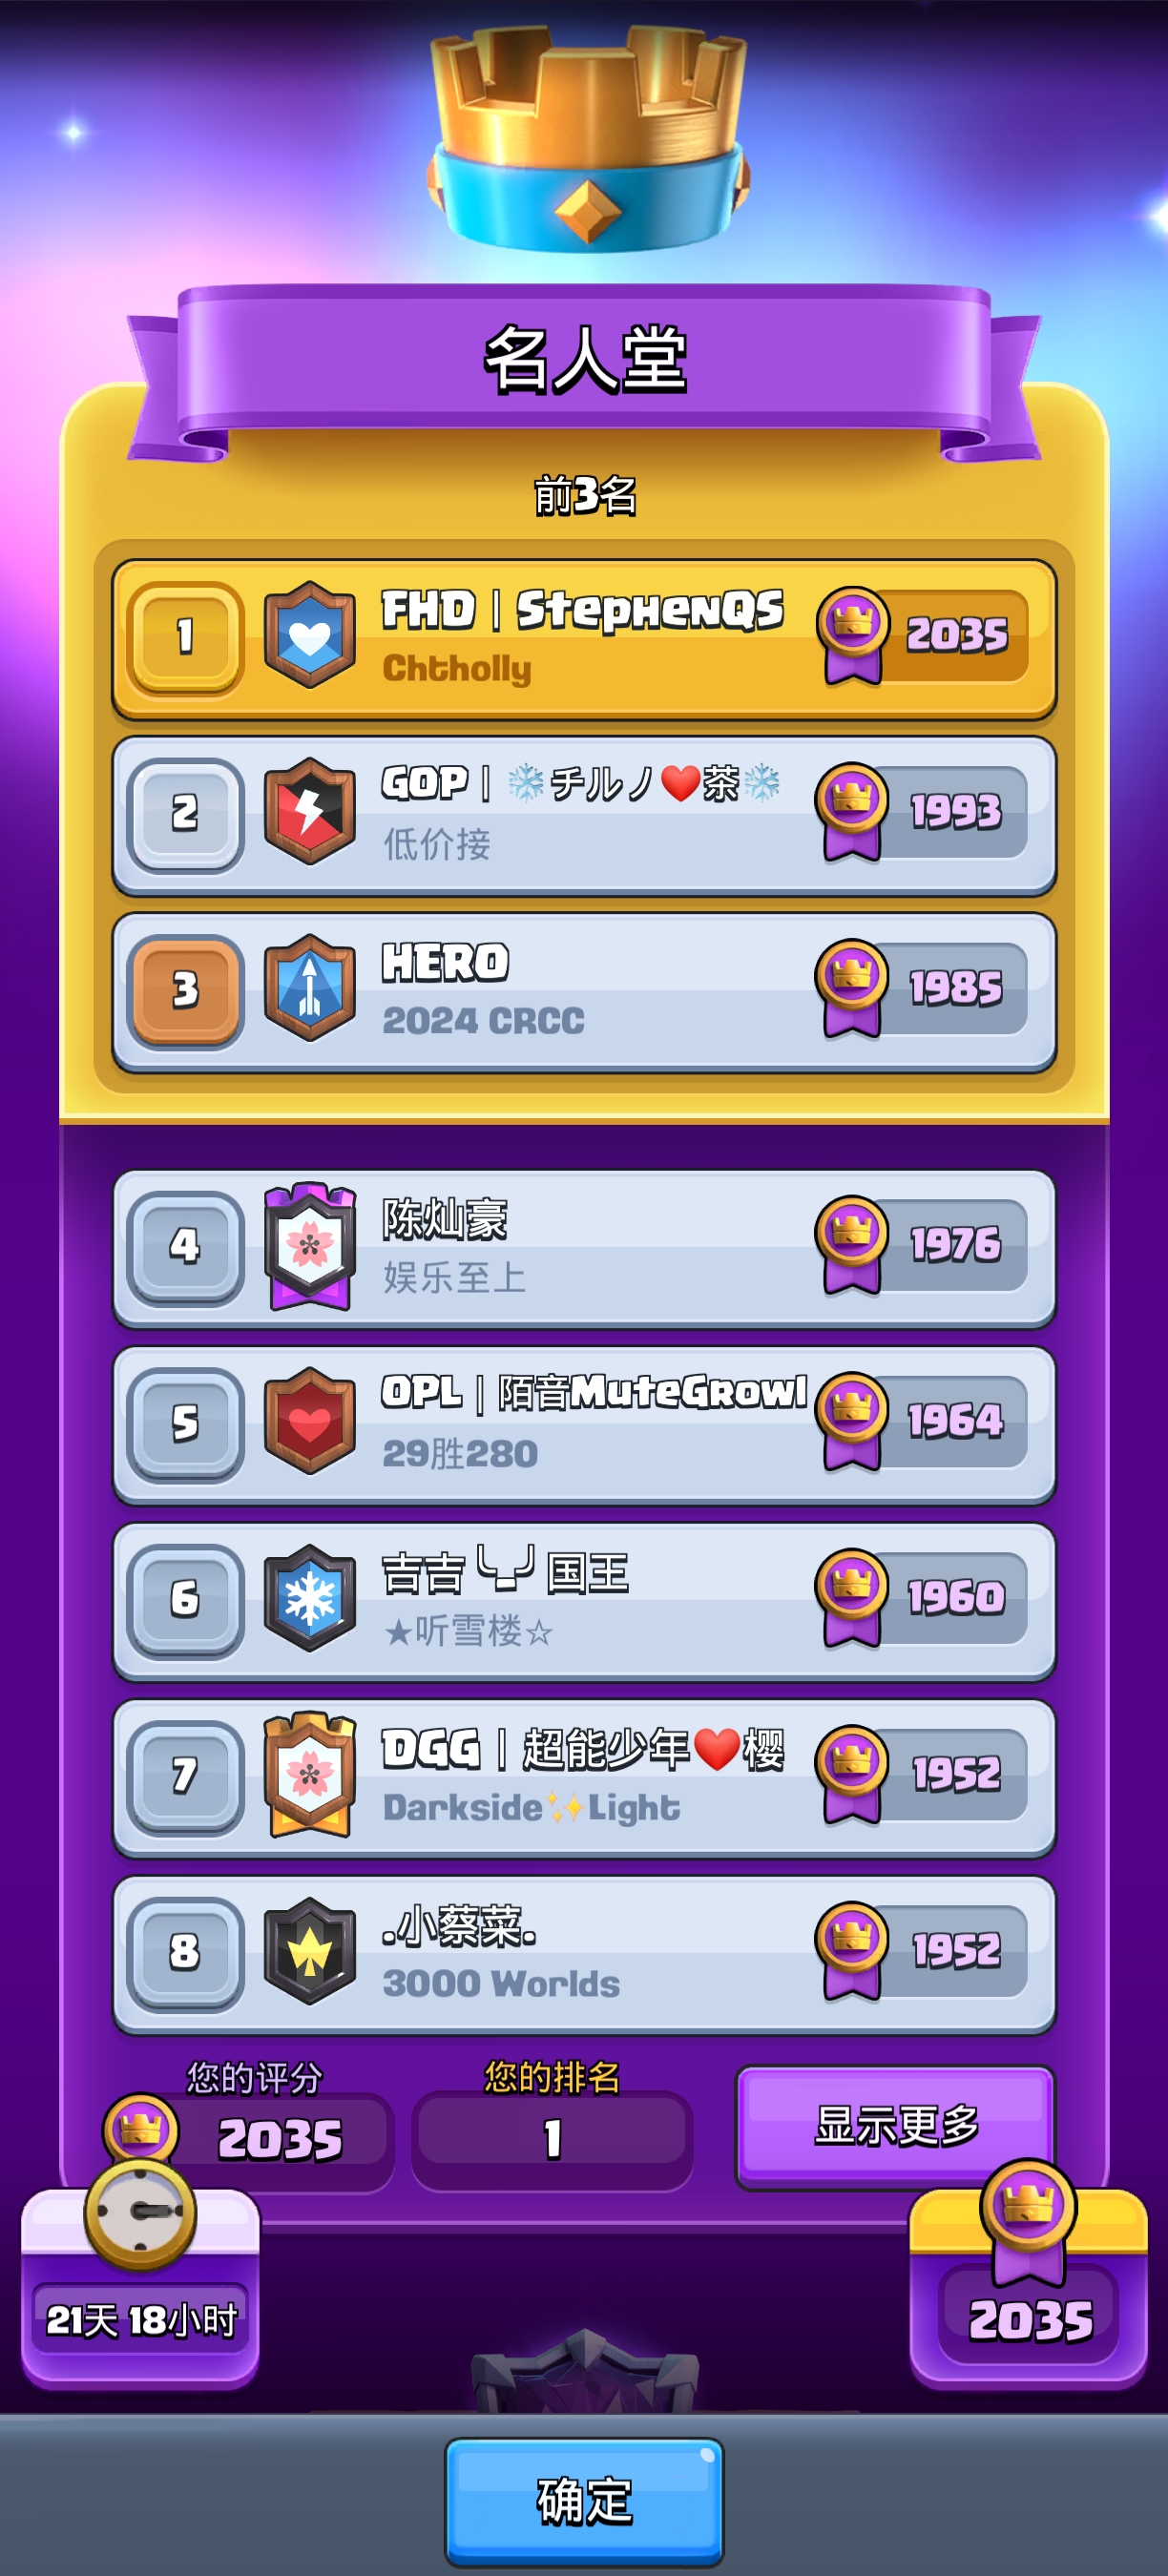 名人堂
前3名
1
FHD | StephenQS
Chtholly
2035
2
GOP | ❄️チルノ❤️茶❄️
低价接
1993
3
HERO
2024 CRCC
1985
4
陈灿豪
娱乐至上
1976
5
OPL | 陌音MuteGrowl
29胜280
1964
6
吉吉╰_╯国王
★听雪楼☆
1960
7
DGG | 超能少年❤️樱
Darkside✨Light
1952
8
.小蔡菜.
3000 Worlds
1952
您的评分
2035
您的排名
1
显示更多
21天 18小时
2035
确定